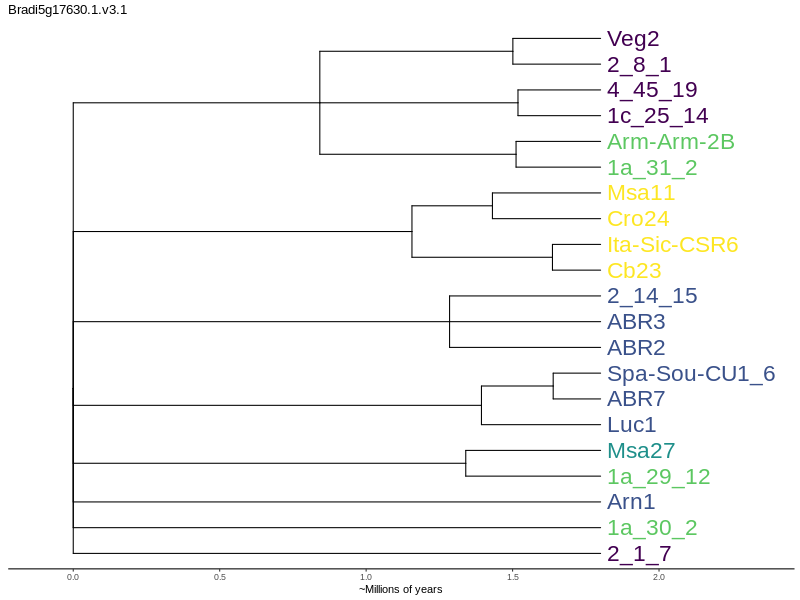 Bradi5g17630.1.v3.1
Veg2
2_8_1
4_45_19
1c_25_14
Arm-Arm-2B
1a_31_2
Msa11
Cro24
Ita-Sic-CSR6
Cb23
2_14_15
ABR3
ABR2
Spa-Sou-CU1_6
ABR7
Luc1
Msa27
1a_29_12
Arn1
1a_30_2
2_1_7
0.0 0.5 1.0 1.5 2.0
~Millions of years